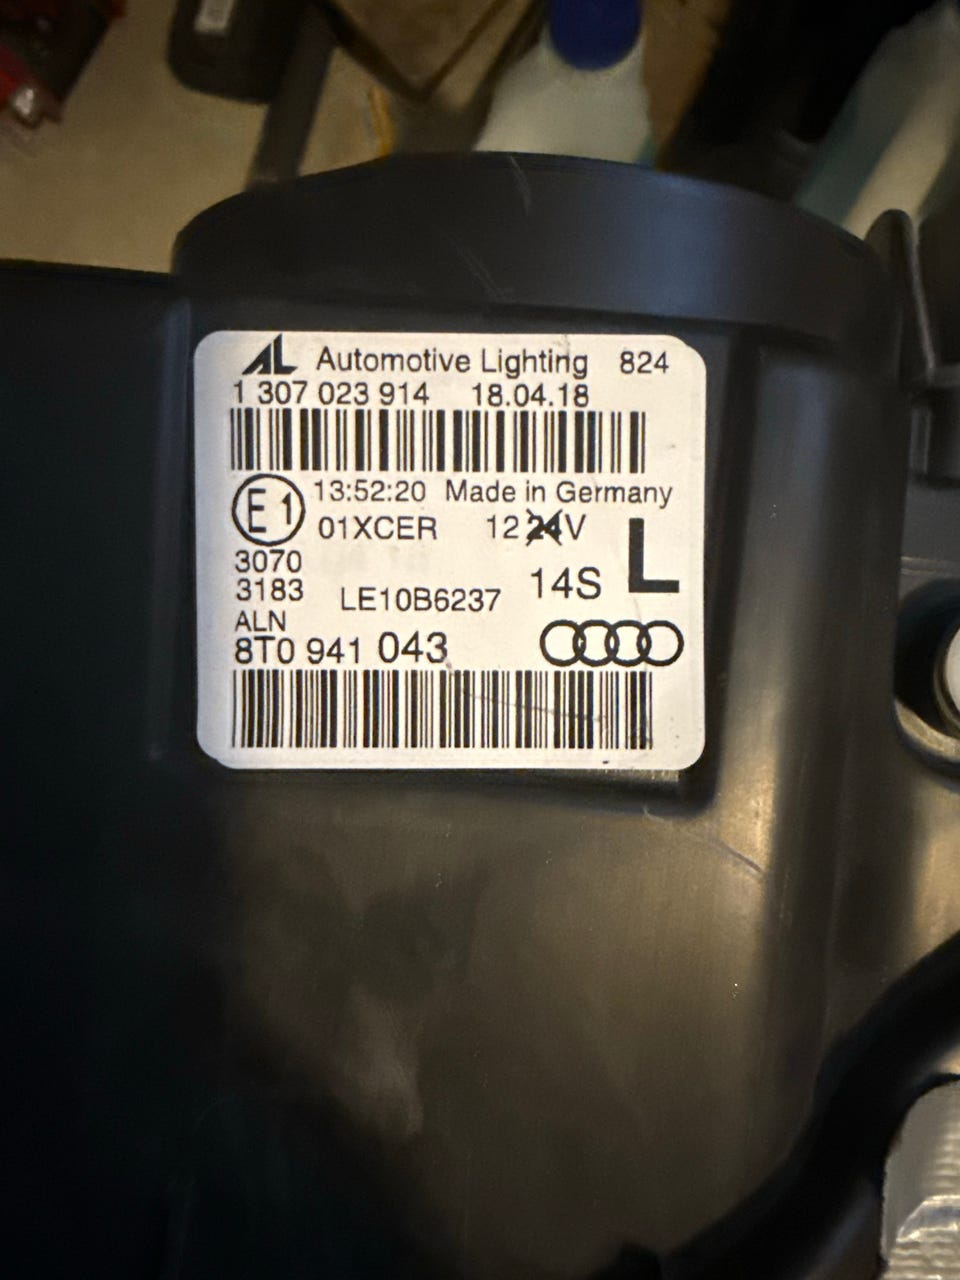 AL Automotive Lighting 824
1 307 023 914 18.04.18
E1 13:52:20 Made in Germany
01XCER 12 24 V L
3070
3183 LE10B6237 14S
ALN
8T0 941 043